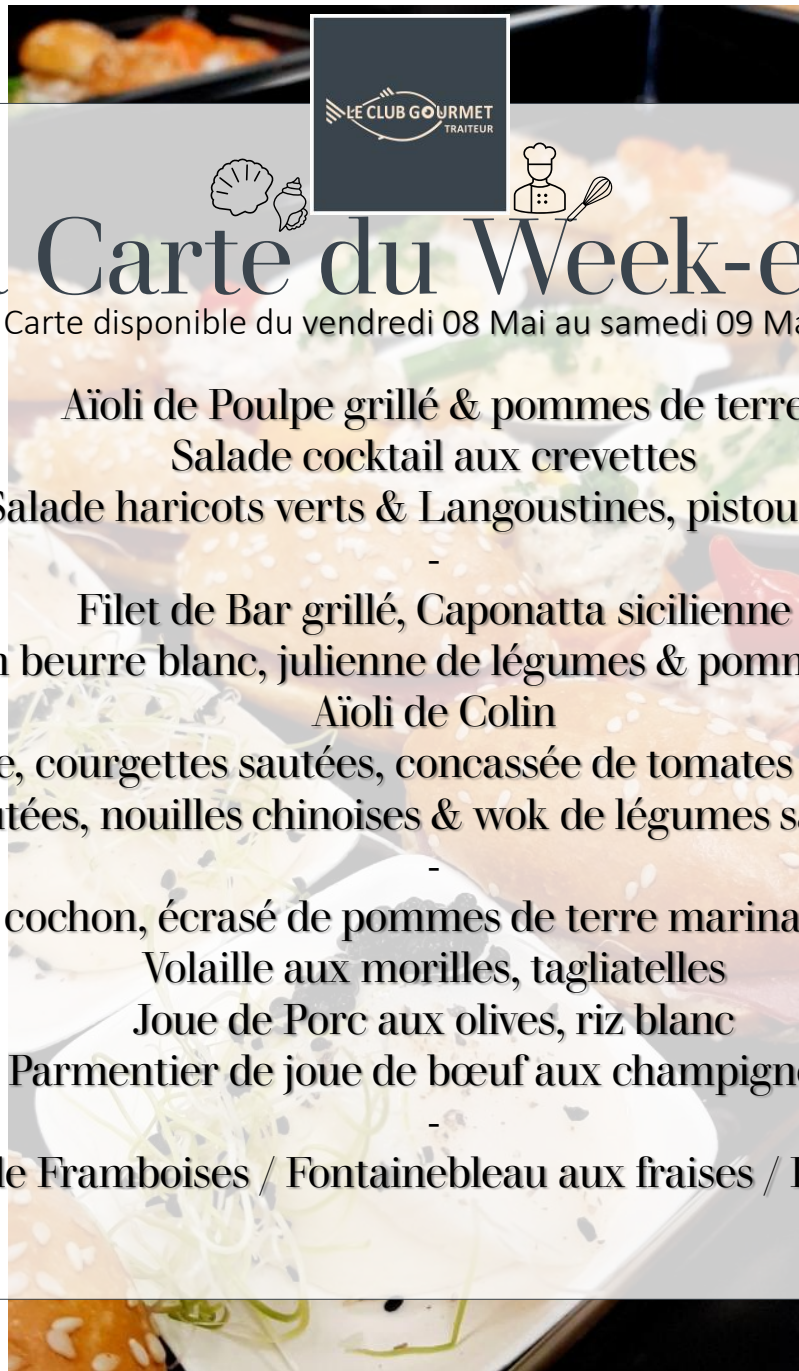 LE CLUB GOURMET
TRAITEUR
Carte du Week-e
Carte disponible du vendredi 08 Mai au samedi 09 Ma
Aïoli de Poulpe grillé & pommes de terre
Salade cocktail aux crevettes
Salade haricots verts & Langoustines, pistou
-
Filet de Bar grillé, Caponatta sicilienne
beurre blanc, julienne de légumes & pomm
Aïoli de Colin
e, courgettes sautées, concassée de tomates
utées, nouilles chinoises & wok de légumes sa
-
cochon, écrasé de pommes de terre marina
Volaille aux morilles, tagliatelles
Joue de Porc aux olives, riz blanc
Parmentier de joue de bœuf aux champigno
-
de Framboises / Fontainebleau aux fraises /